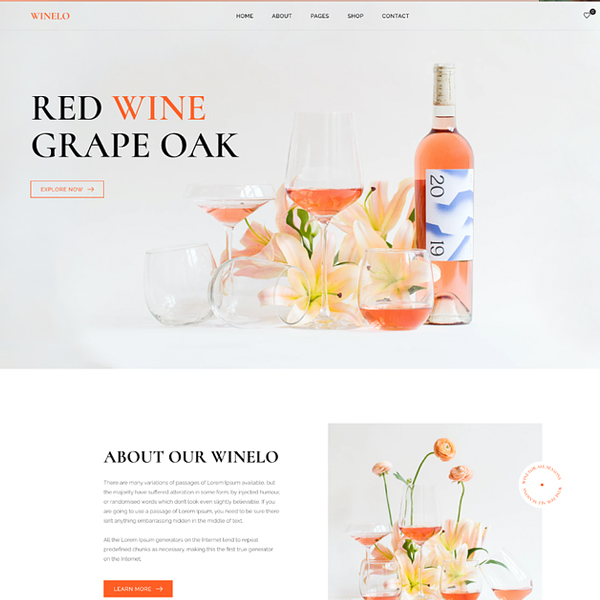 WINELO
HOME ABOUT PAGES SHOP CONTACT
0
RED WINE
GRAPE OAK
EXPLORE NOW
20
19
ABOUT OUR WINELO
There are many variations of passages of Lorem Ipsum available, but
the majority have suffered alteration in some form, by injected humour,
or randomised words which don't look even slightly believable. If you
are going to use a passage of Lorem Ipsum, you need to be sure there
isn't anything embarrassing hidden in the middle of text.
All the Lorem Ipsum generators on the Internet tend to repeat
predefined chunks as necessary, making this the first true generator
on the Internet.
LEARN MORE